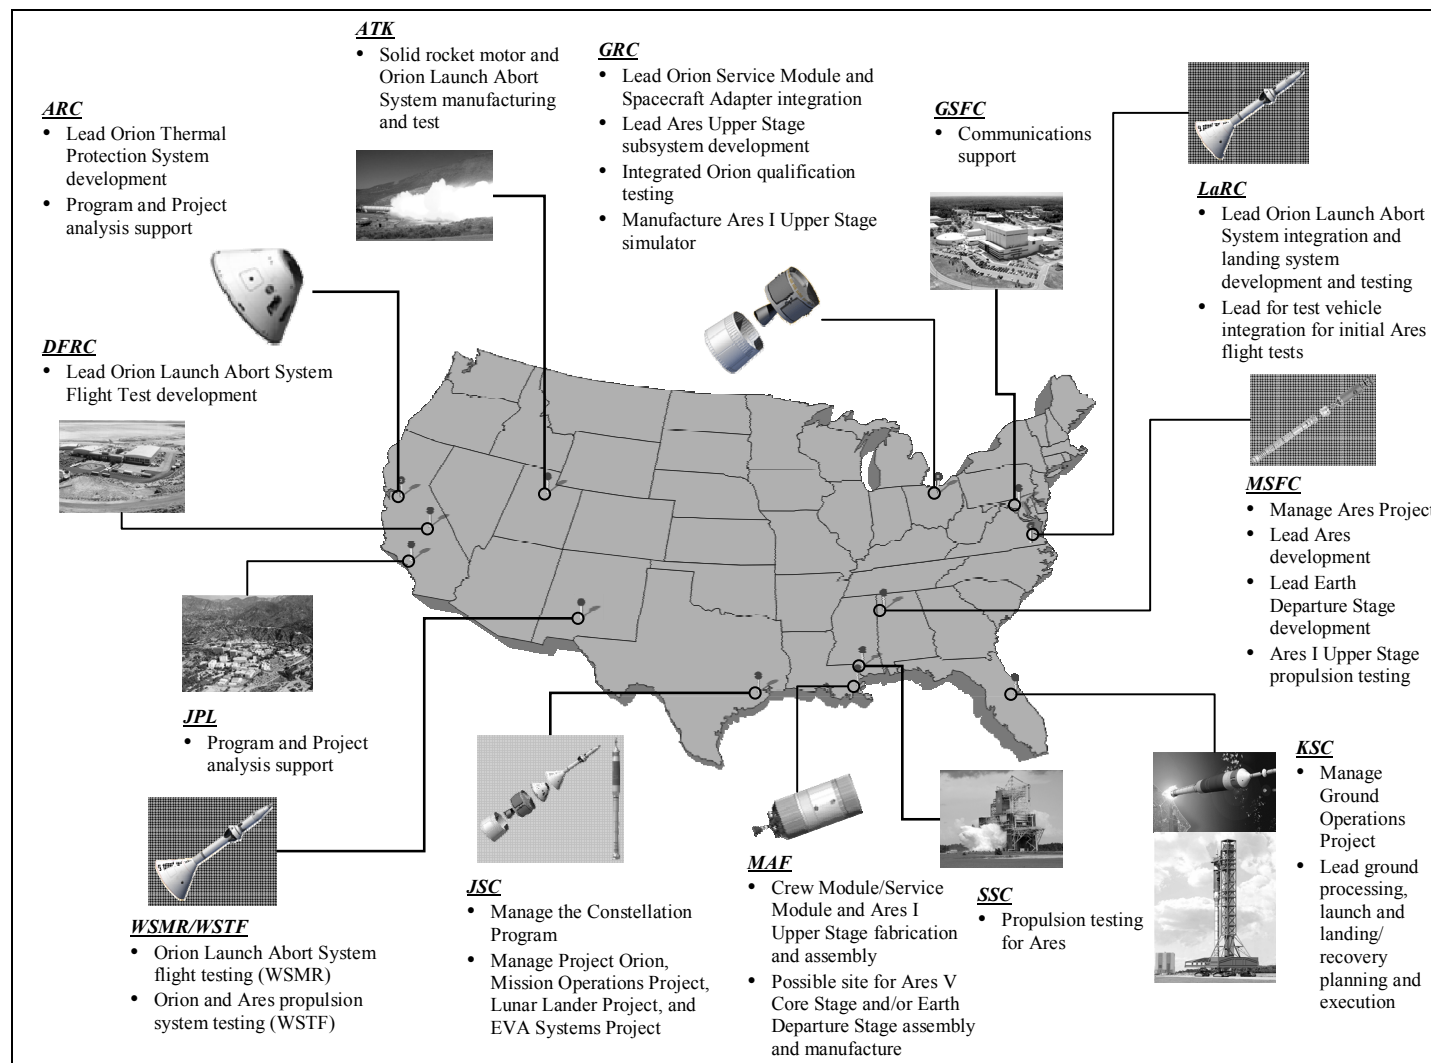 ATK
• Solid rocket motor and
Orion Launch Abort
System manufacturing
and test
GRC
• Lead Orion Service Module and
Spacecraft Adapter integration
• Lead Ares Upper Stage
subsystem development
• Integrated Orion qualification
testing
• Manufacture Ares I Upper Stage
simulator
ARC
• Lead Orion Thermal
Protection System
development
• Program and Project
analysis support
GSFC
• Communications
support
LaRC
• Lead Orion Launch Abort
System integration and
landing system
development and testing
• Lead for test vehicle
integration for initial Ares
flight tests
DFRC
• Lead Orion Launch Abort System
Flight Test development
MSFC
• Manage Ares Project
• Lead Ares
development
• Lead Earth
Departure Stage
development
• Ares I Upper Stage
propulsion testing
JPL
• Program and Project
analysis support
KSC
• Manage
Ground
Operations
Project
• Lead ground
processing,
launch and
landing/
recovery
planning and
execution
WSMR/WSTF
• Orion Launch Abort System
flight testing (WSMR)
• Orion and Ares propulsion
system testing (WSTF)
JSC
• Manage the Constellation
Program
• Manage Project Orion,
Mission Operations Project,
Lunar Lander Project, and
EVA Systems Project
MAF
• Crew Module/Service
Module and Ares I
Upper Stage fabrication
and assembly
• Possible site for Ares V
Core Stage and/or Earth
Departure Stage assembly
and manufacture
SSC
• Propulsion testing
for Ares